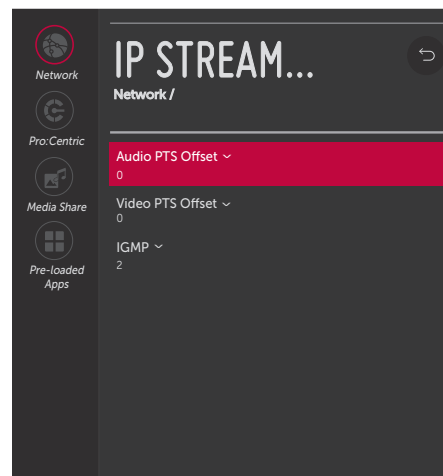 Network
Pro:Centric
Media Share
Pre-loaded
Apps
IP STREAM...
Network /
Audio PTS Offset
0
Video PTS Offset
0
IGMP
2